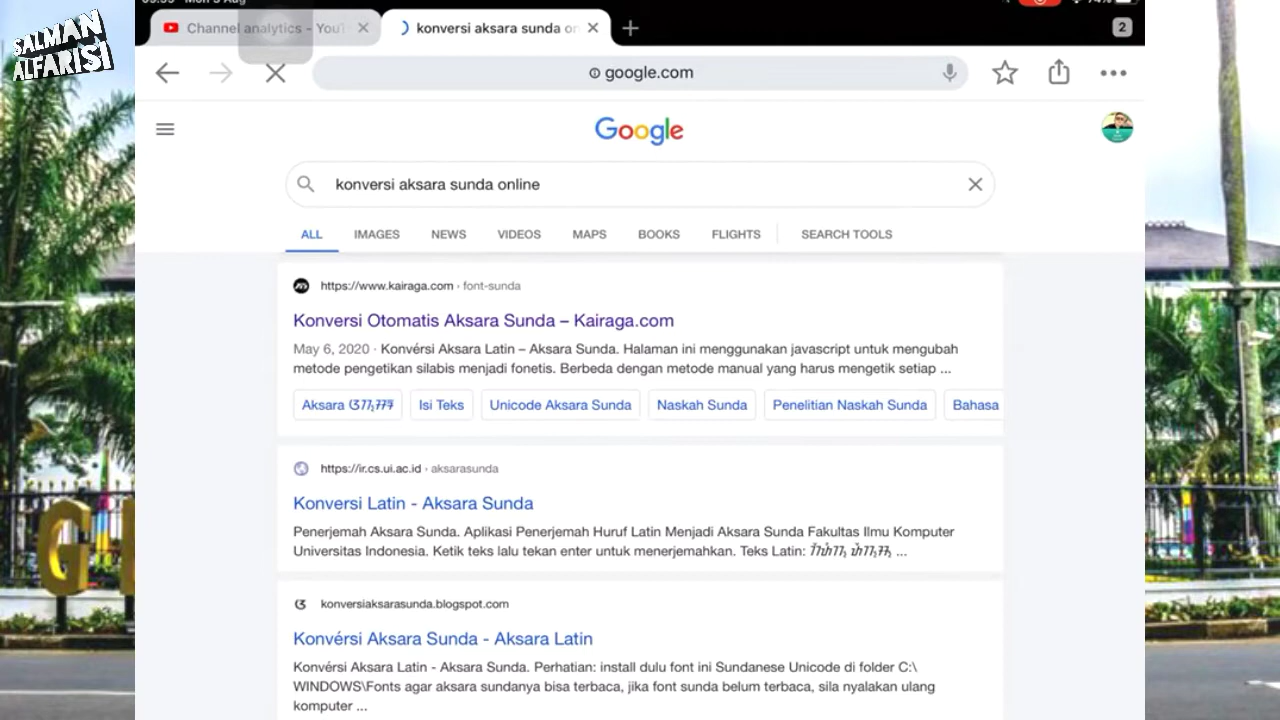 SALMAN
ALFARISI
Channel analytics - YouT
konversi aksara sunda on
2
google.com
Google
konversi aksara sunda online
ALL
IMAGES
NEWS
VIDEOS
MAPS
BOOKS
FLIGHTS
SEARCH TOOLS
https://www.kairaga.com · font-sunda
Konversi Otomatis Aksara Sunda – Kairaga.com
May 6, 2020 · Konvérsi Aksara Latin – Aksara Sunda. Halaman ini menggunakan javascript untuk mengubah
metode pengetikan silabis menjadi fonetis. Berbeda dengan metode manual yang harus mengetik setiap ...
Aksara
Isi Teks
Unicode Aksara Sunda
Naskah Sunda
Penelitian Naskah Sunda
Bahasa
https://ir.cs.ui.ac.id · aksarasunda
Konversi Latin - Aksara Sunda
Penerjemah Aksara Sunda. Aplikasi Penerjemah Huruf Latin Menjadi Aksara Sunda Fakultas Ilmu Komputer
Universitas Indonesia. Ketik teks lalu tekan enter untuk menerjemahkan. Teks Latin: ...
konversiaksarasunda.blogspot.com
Konvérsi Aksara Sunda - Aksara Latin
Konvérsi Aksara Latin - Aksara Sunda. Perhatian: install dulu font ini Sundanese Unicode di folder C:\
WINDOWS\Fonts agar aksara sundanya bisa terbaca, jika font sunda belum terbaca, sila nyalakan ulang
komputer ...